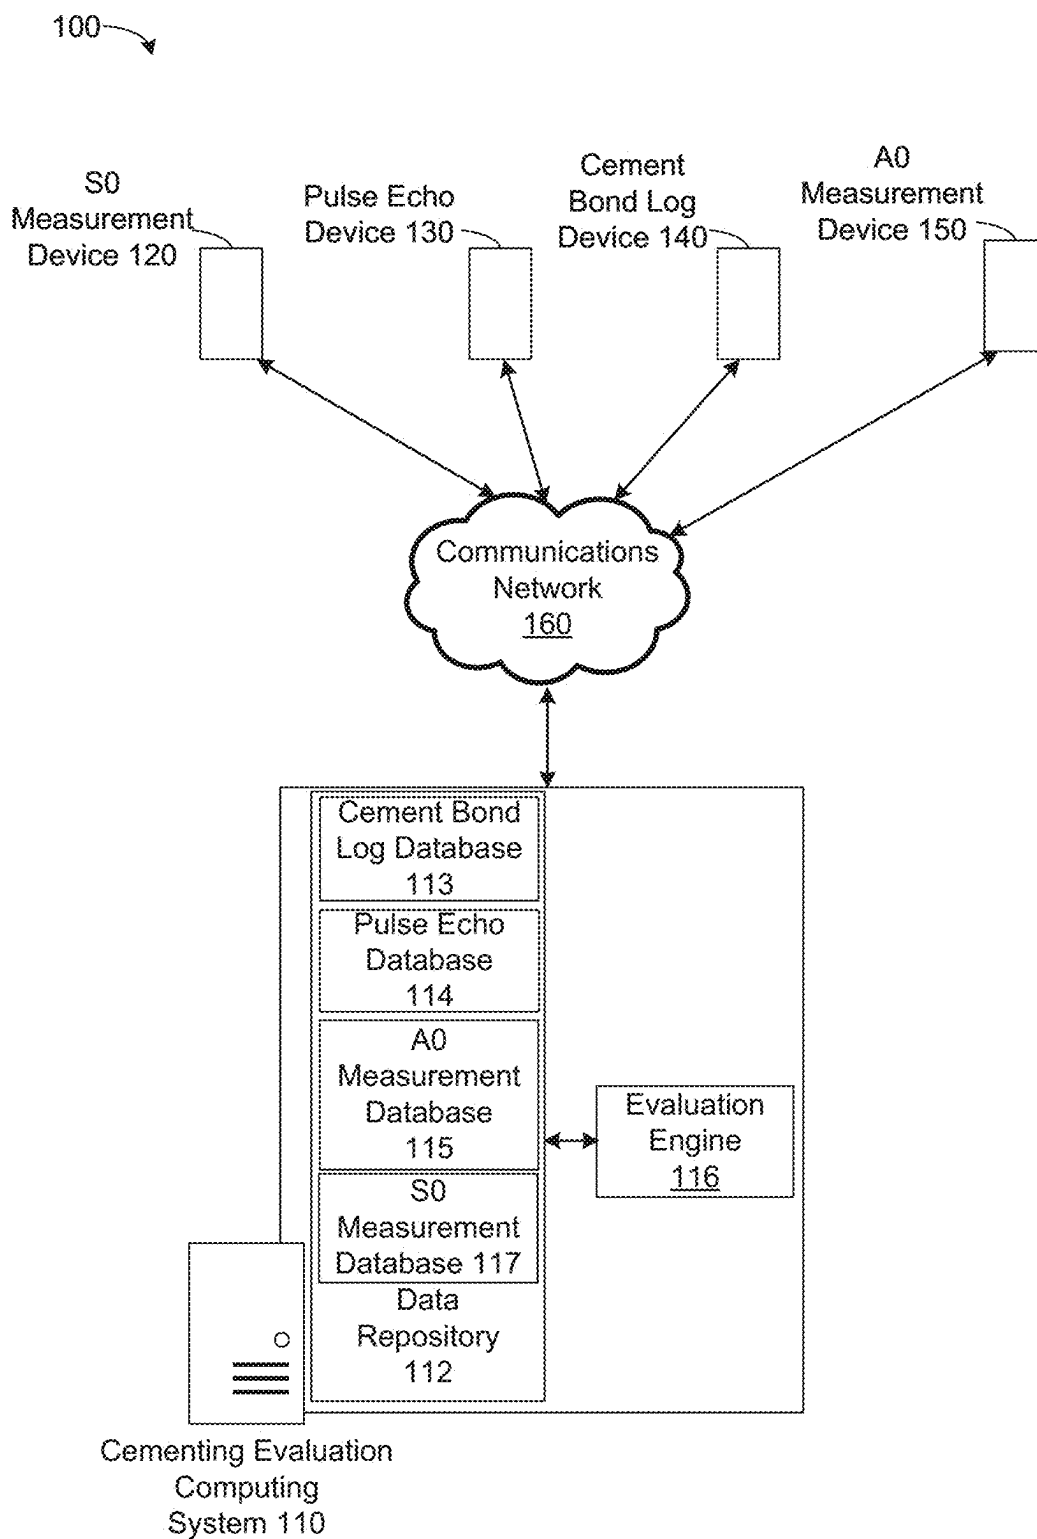 100
S0
Measurement
Device 120
Pulse Echo
Device 130
Cement
Bond Log
Device 140
A0
Measurement
Device 150
Communications
Network
160
Cement Bond
Log Database
113
Pulse Echo
Database
114
A0
Measurement
Database
115
S0
Measurement
Database 117
Data
Repository
112
Evaluation
Engine
116
Cementing Evaluation
Computing
System 110